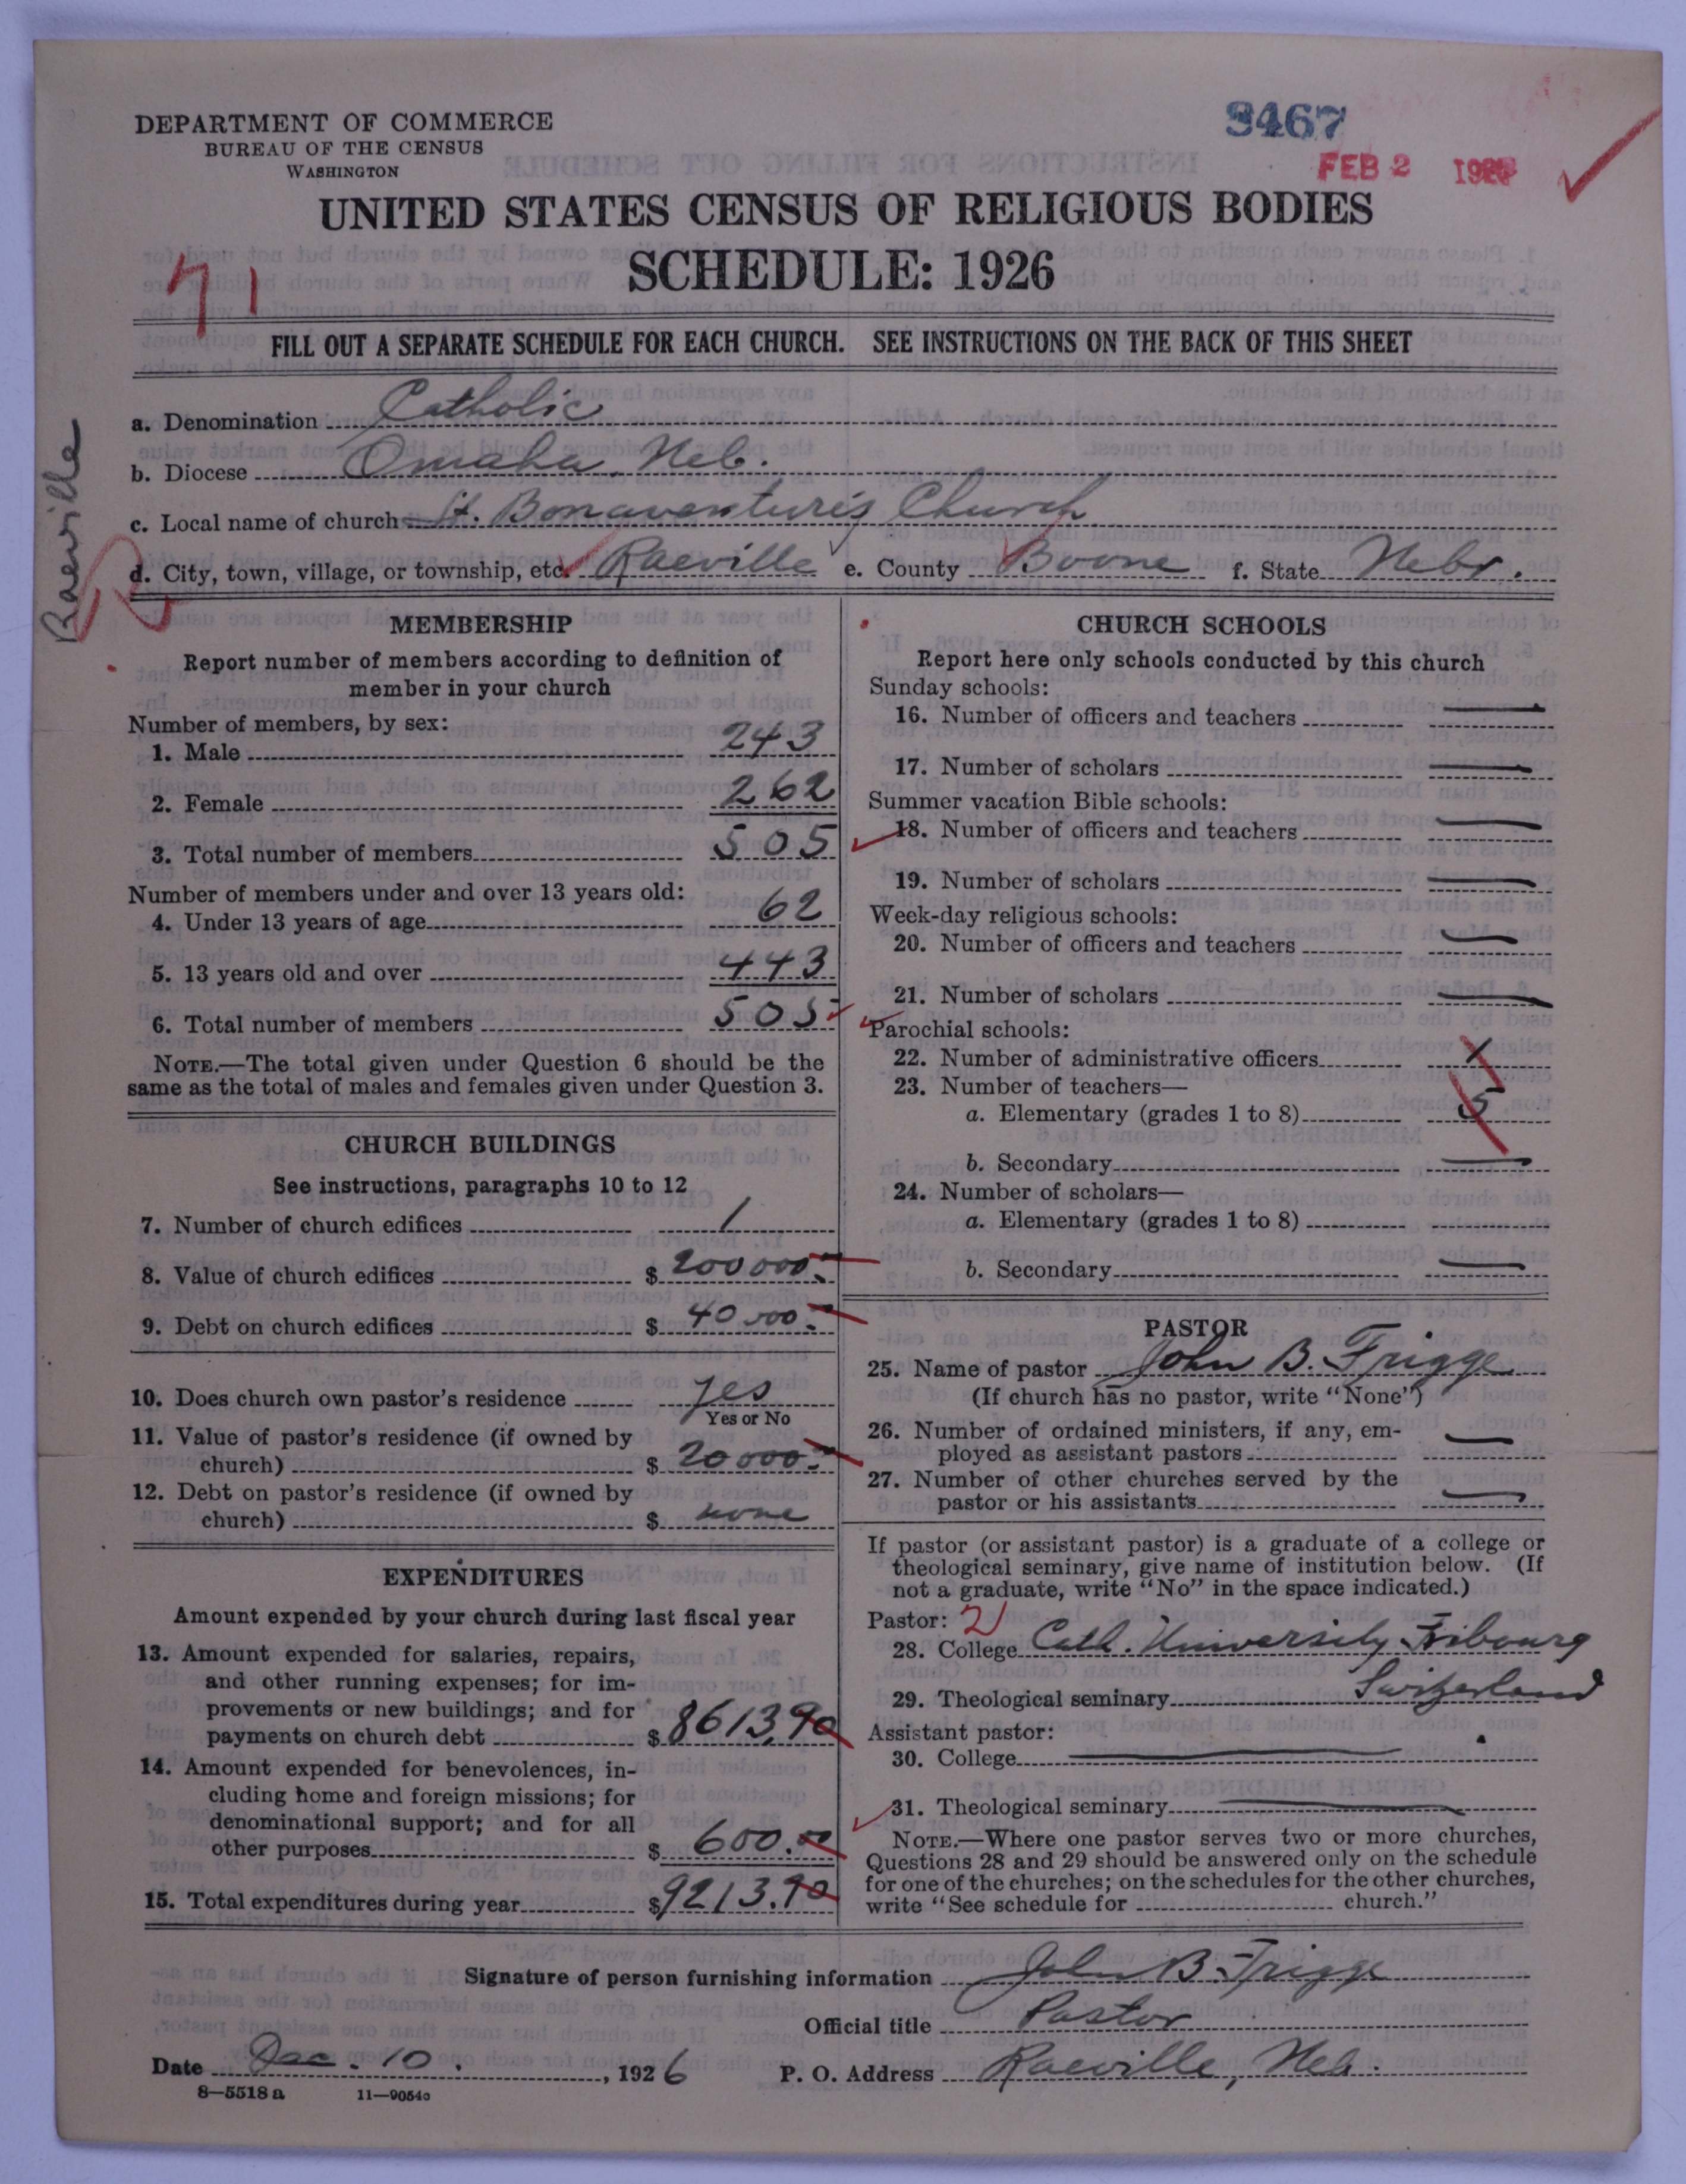 DEPARTMENT OF COMMERCE
BUREAU OF THE CENSUS
WASHINGTON
3467
FEB 2
UNITED STATES CENSUS OF RELIGIOUS BODIES
SCHEDULE: 1926
71
FILL OUT A SEPARATE SCHEDULE FOR EACH CHURCH. SEE INSTRUCTIONS ON THE BACK OF THIS SHEET
Raeville
a. Denomination Catholic
b. Diocese Omaha, Neb.
c. Local name of church St. Bonaventure's Church
d. City, town, village, or township, etc. Raeville e. County Boone f. State Nebr.
MEMBERSHIP
Report number of members according to definition of
member in your church
Number of members, by sex:
1. Male 243
2. Female 262
3. Total number of members 505
Number of members under and over 13 years old:
4. Under 13 years of age 62
5. 13 years old and over 443
6. Total number of members 505
NOTE.—The total given under Question 6 should be the
same as the total of males and females given under Question 3.
CHURCH BUILDINGS
See instructions, paragraphs 10 to 12
7. Number of church edifices 1
8. Value of church edifices $ 200000.
9. Debt on church edifices $ 40000.
10. Does church own pastor's residence yes
Yes or No
11. Value of pastor's residence (if owned by
church) $ 20000.
12. Debt on pastor's residence (if owned by
church) $ none
EXPENDITURES
Amount expended by your church during last fiscal year
13. Amount expended for salaries, repairs,
and other running expenses; for im-
provements or new buildings; and for
payments on church debt $ 8613.90
14. Amount expended for benevolences, in-
cluding home and foreign missions; for
denominational support; and for all
other purposes $ 600.00
15. Total expenditures during year $ 9213.90
CHURCH SCHOOLS
Report here only schools conducted by this church
Sunday schools:
16. Number of officers and teachers —
17. Number of scholars —
Summer vacation Bible schools:
18. Number of officers and teachers —
19. Number of scholars —
Week-day religious schools:
20. Number of officers and teachers —
21. Number of scholars —
Parochial schools:
22. Number of administrative officers 1
23. Number of teachers—
a. Elementary (grades 1 to 8) 5
b. Secondary —
24. Number of scholars—
a. Elementary (grades 1 to 8)
b. Secondary —
PASTOR
25. Name of pastor John B. Frigge
(If church has no pastor, write "None")
26. Number of ordained ministers, if any, em-
ployed as assistant pastors —
27. Number of other churches served by the
pastor or his assistants —
If pastor (or assistant pastor) is a graduate of a college or
theological seminary, give name of institution below. (If
not a graduate, write "No" in the space indicated.)
Pastor: 2
28. College Cath. University Fribourg
29. Theological seminary Switzerland
Assistant pastor:
30. College —
31. Theological seminary —
NOTE.—Where one pastor serves two or more churches,
Questions 28 and 29 should be answered only on the schedule
for one of the churches; on the schedules for the other churches,
write "See schedule for church."
Signature of person furnishing information John B. Frigge
Official title Pastor
Date Dec. 10. , 1926 P. O. Address Raeville, Neb.
8—5518 a 11—9054a